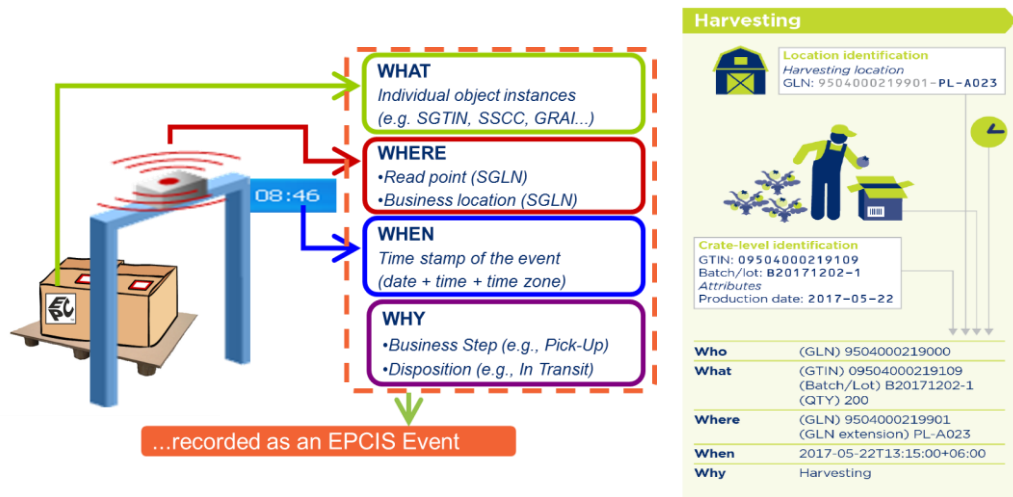 WHAT
Individual object instances
(e.g. SGTIN, SSCC, GRAI...)
WHERE
•Read point (SGLN)
•Business location (SGLN)
08:46
WHEN
Time stamp of the event
(date + time + time zone)
WHY
•Business Step (e.g., Pick-Up)
•Disposition (e.g., In Transit)
EPC
...recorded as an EPCIS Event
Harvesting
Location identification
Harvesting location
GLN: 9504000219901-PL-A023
Crate-level identification
GTIN: 09504000219109
Batch/lot: B20171202-1
Attributes
Production date: 2017-05-22
Who (GLN) 9504000219000
What (GTIN) 09504000219109
(Batch/Lot) B20171202-1
(QTY) 200
Where (GLN) 9504000219901
(GLN extension) PL-A023
When 2017-05-22T13:15:00+06:00
Why Harvesting